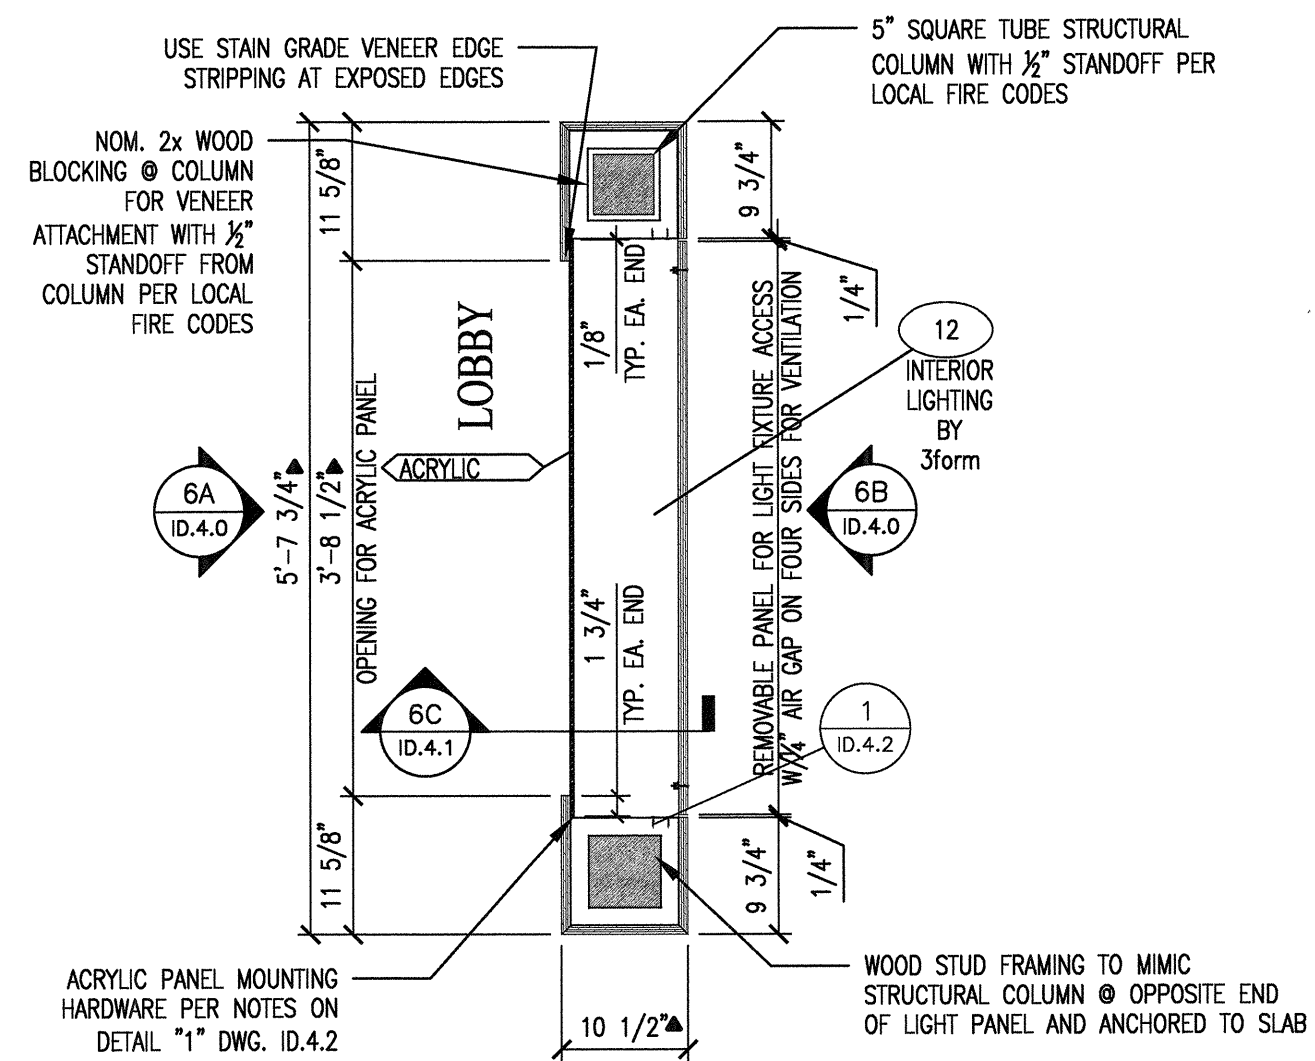 USE STAIN GRADE VENEER EDGE
STRIPPING AT EXPOSED EDGES
5" SQUARE TUBE STRUCTURAL
COLUMN WITH ½" STANDOFF PER
LOCAL FIRE CODES
NOM. 2x WOOD
BLOCKING @ COLUMN
FOR VENEER
ATTACHMENT WITH ½"
STANDOFF FROM
COLUMN PER LOCAL
FIRE CODES
11 5/8"
9 3/4"
1/4"
1/8"
TYP. EA. END
LOBBY
ACRYLIC
12
INTERIOR
LIGHTING
BY
3form
5'-7 3/4"
3'-8 1/2"
OPENING FOR ACRYLIC PANEL
6A
ID.4.0
6B
ID.4.0
REMOVABLE PANEL FOR LIGHT FIXTURE ACCESS
W/¼" AIR GAP ON FOUR SIDES FOR VENTILATION
1 3/4"
TYP. EA. END
6C
ID.4.1
1
ID.4.2
11 5/8"
9 3/4"
1/4"
ACRYLIC PANEL MOUNTING
HARDWARE PER NOTES ON
DETAIL "1" DWG. ID.4.2
10 1/2"
WOOD STUD FRAMING TO MIMIC
STRUCTURAL COLUMN @ OPPOSITE END
OF LIGHT PANEL AND ANCHORED TO SLAB